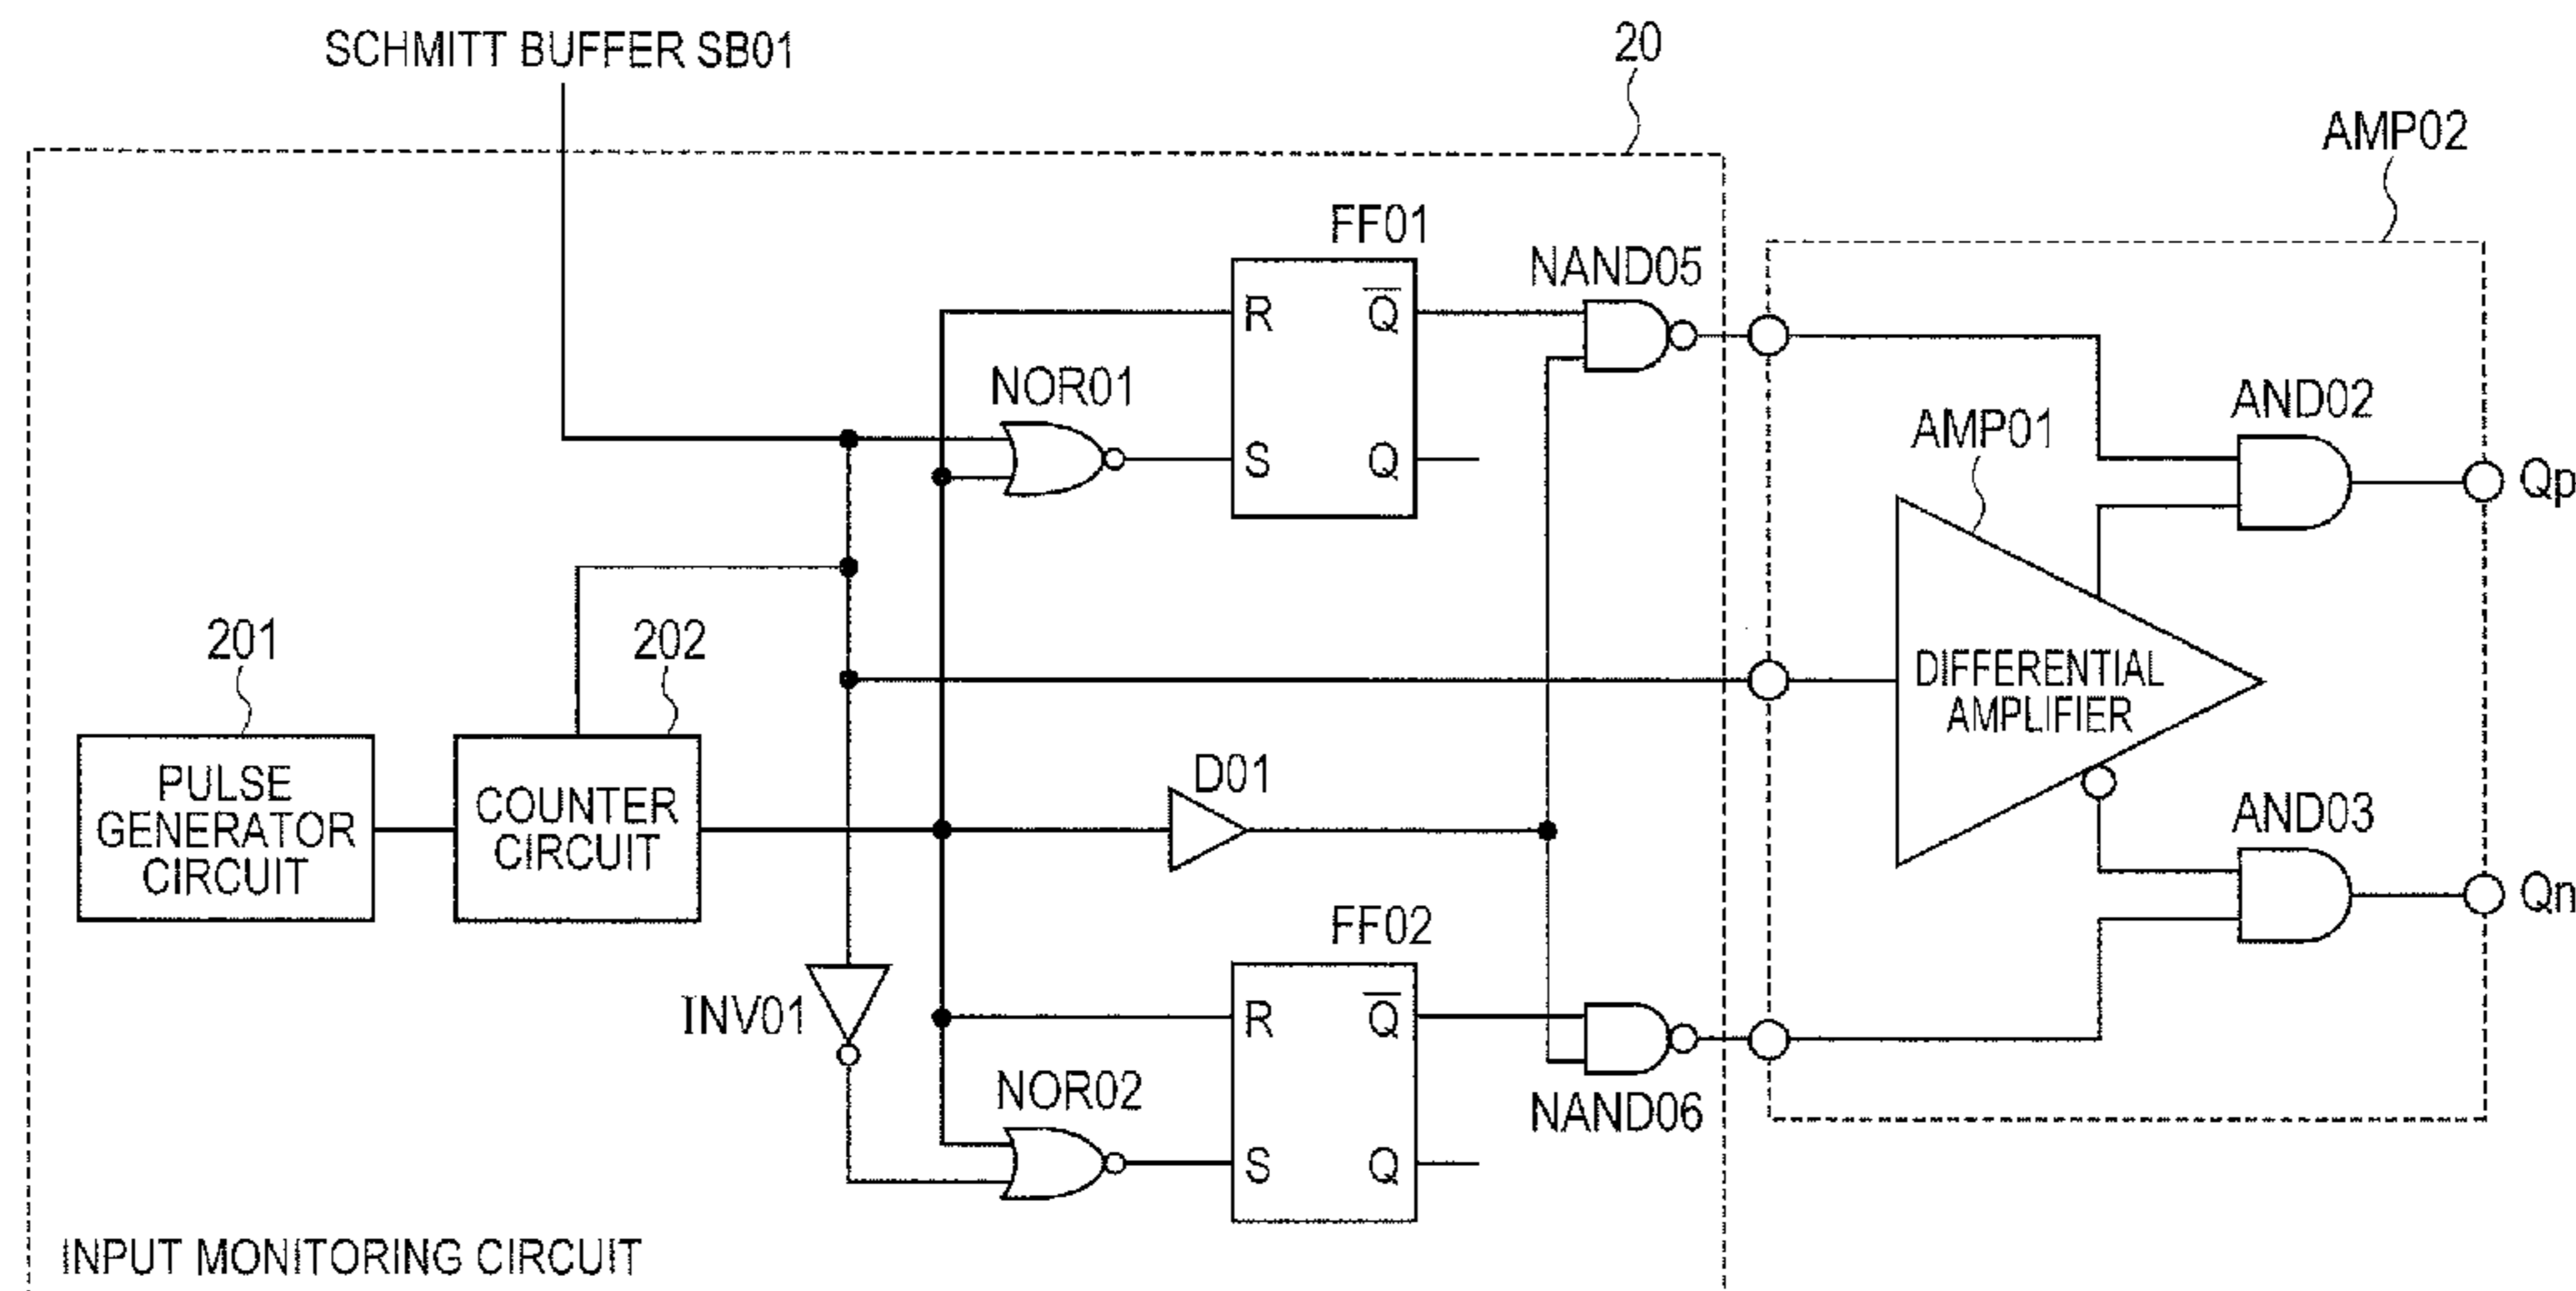 SCHMITT BUFFER SB01
20
AMP02
FF01
NAND05
R
Q
NOR01
AND02
AMP01
S
Q
Qp
201
202
DIFFERENTIAL
AMPLIFIER
D01
PULSE
GENERATOR
CIRCUIT
COUNTER
CIRCUIT
AND03
Qn
FF02
INV01
R
Q
NOR02
NAND06
S
Q
INPUT MONITORING CIRCUIT